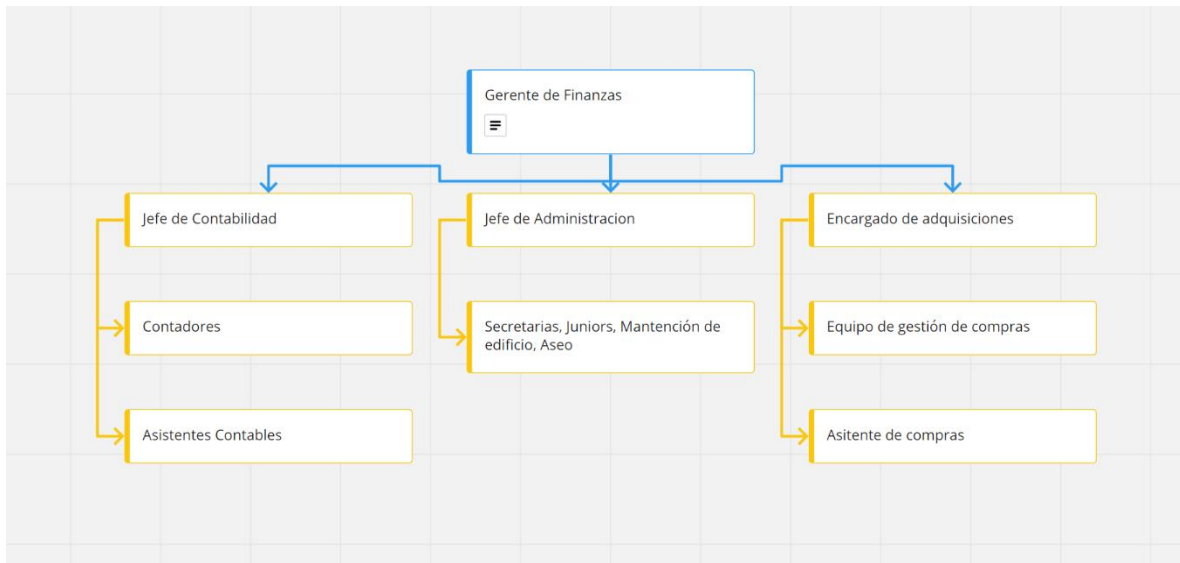 Gerente de Finanzas
Jefe de Contabilidad
Jefe de Administracion
Encargado de adquisiciones
Contadores
Secretarias, Juniors, Mantención de
edificio, Aseo
Equipo de gestión de compras
Asistentes Contables
Asitente de compras